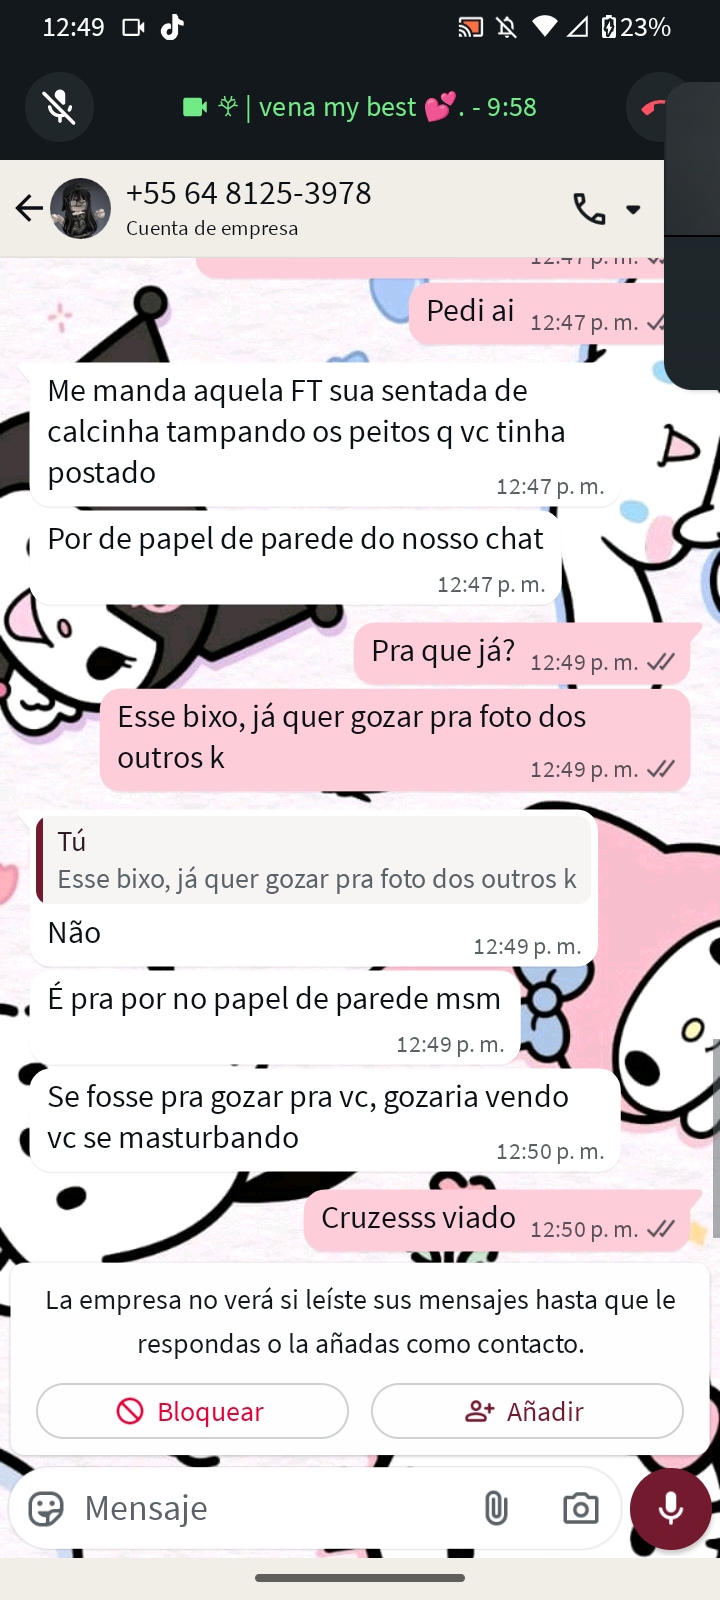 12:49
23%
| vena my best 💕. - 9:58
+55 64 8125-3978
Cuenta de empresa
12:47 p. m.
Pedi ai 12:47 p. m.
Me manda aquela FT sua sentada de
calcinha tampando os peitos q vc tinha
postado
12:47 p. m.
Por de papel de parede do nosso chat
12:47 p. m.
Pra que já? 12:49 p. m.
Esse bixo, já quer gozar pra foto dos
outros k
12:49 p. m.
Tú
Esse bixo, já quer gozar pra foto dos outros k
Não
12:49 p. m.
É pra por no papel de parede msm
12:49 p. m.
Se fosse pra gozar pra vc, gozaria vendo
vc se masturbando
12:50 p. m.
Cruzesss viado 12:50 p. m.
La empresa no verá si leíste sus mensajes hasta que le
respondas o la añadas como contacto.
Bloquear
Añadir
Mensaje